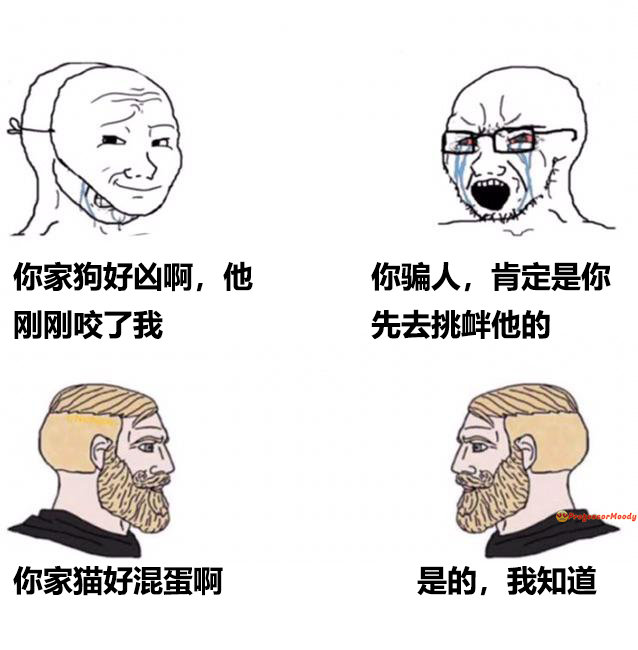 你家狗好凶啊，他
刚刚咬了我
你骗人，肯定是你
先去挑衅他的
ProfessorMoody
你家猫好混蛋啊
是的，我知道